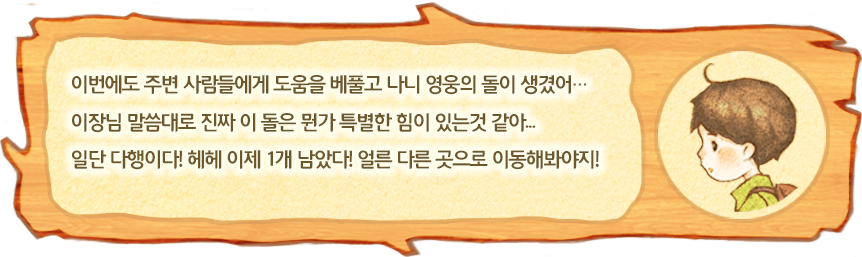 이번에도 주변 사람들에게 도움을 베풀고 나니 영웅의 돌이 생겼어…
이장님 말씀대로 진짜 이 돌은 뭔가 특별한 힘이 있는것 같아...
일단 다행이다! 헤헤 이제 1개 남았다! 얼른 다른 곳으로 이동해봐야지!